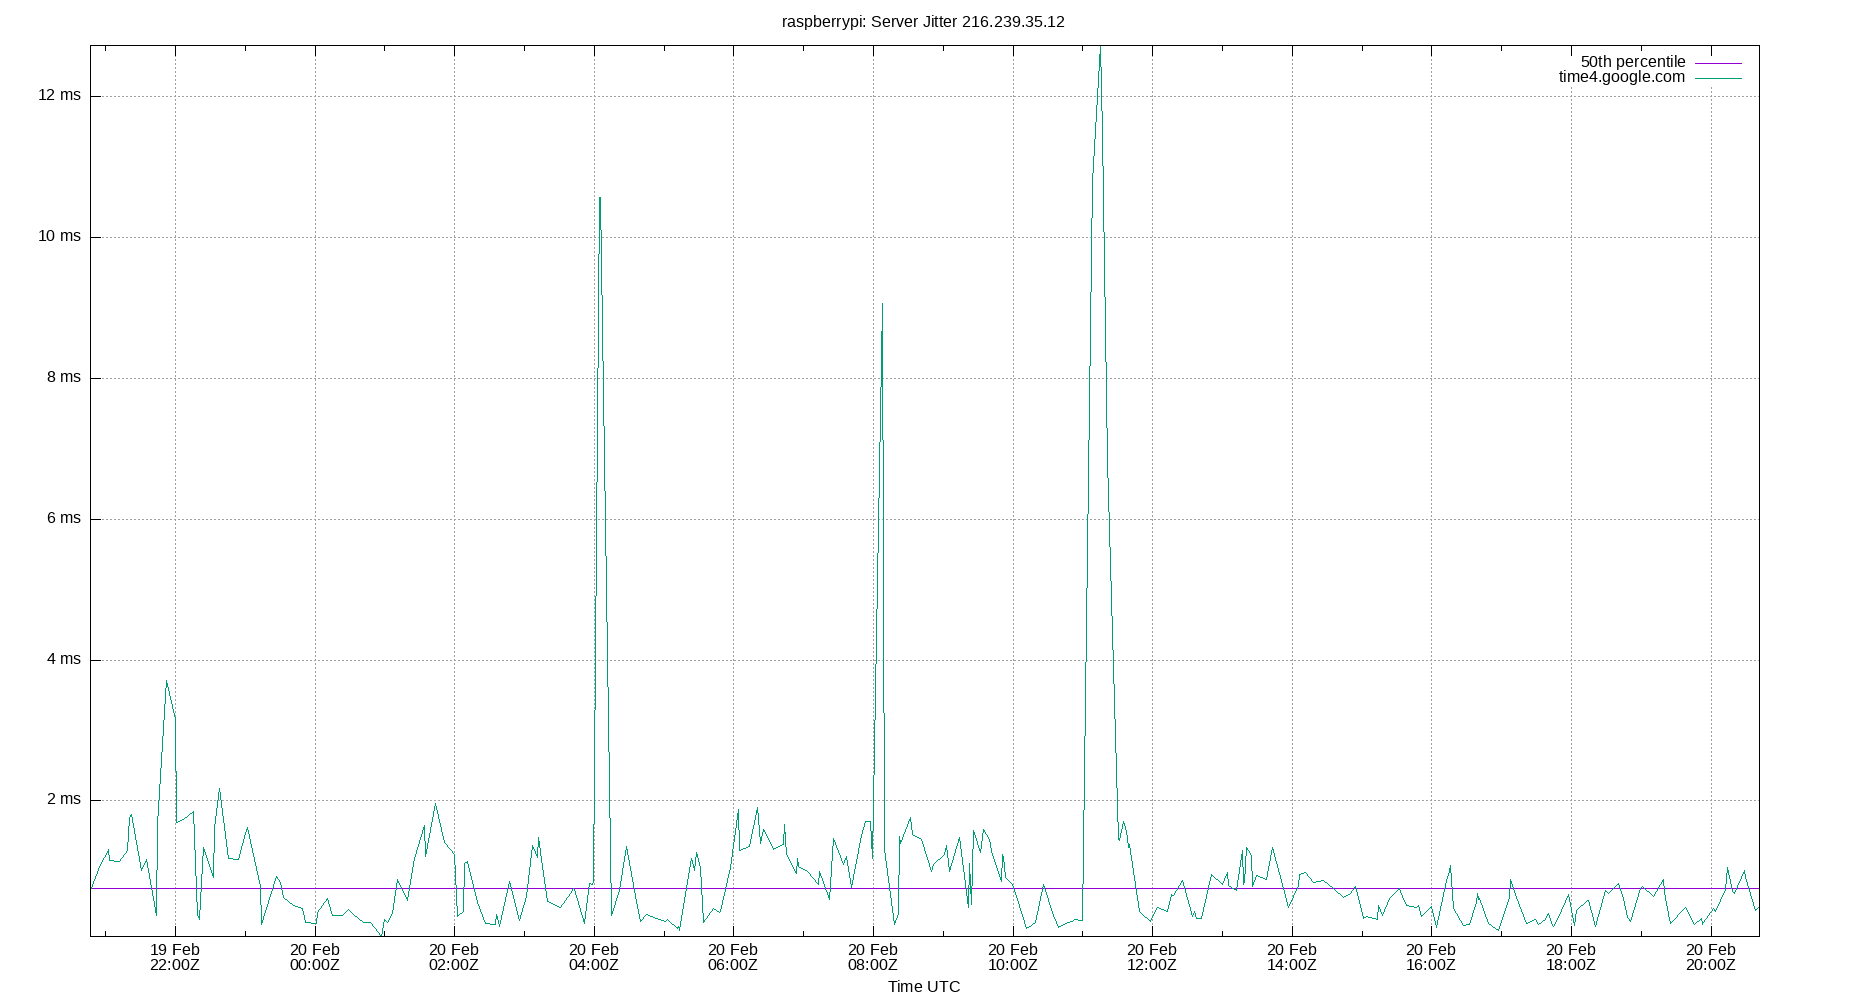 raspberrypi: Server Jitter 216.239.35.12
50th percentile
time4.google.com
12 ms
10 ms
8 ms
6 ms
4 ms
2 ms
19 Feb 20 Feb 20 Feb 20 Feb 20 Feb 20 Feb 20 Feb 20 Feb 20 Feb 20 Feb 20 Feb 20 Feb
22:00Z 00:00Z 02:00Z 04:00Z 06:00Z 08:00Z 10:00Z 12:00Z 14:00Z 16:00Z 18:00Z 20:00Z
Time UTC